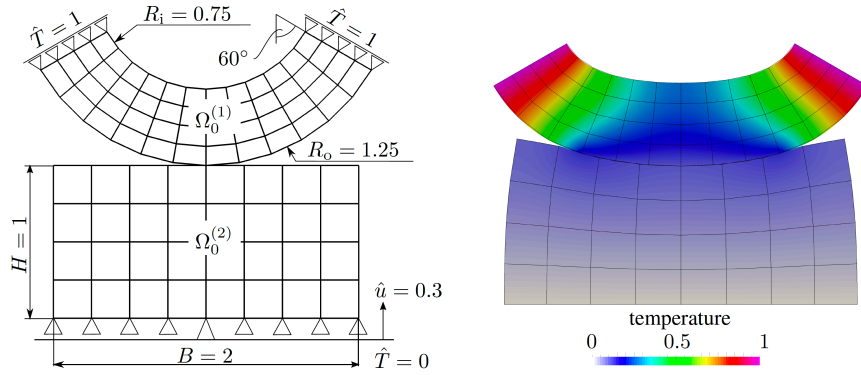 T̂ = 1
R_i = 0.75
T̂ = 1
60°
Ω_0^(1)
R_o = 1.25
H = 1
Ω_0^(2)
û = 0.3
B = 2
T̂ = 0
temperature
0 0.5 1